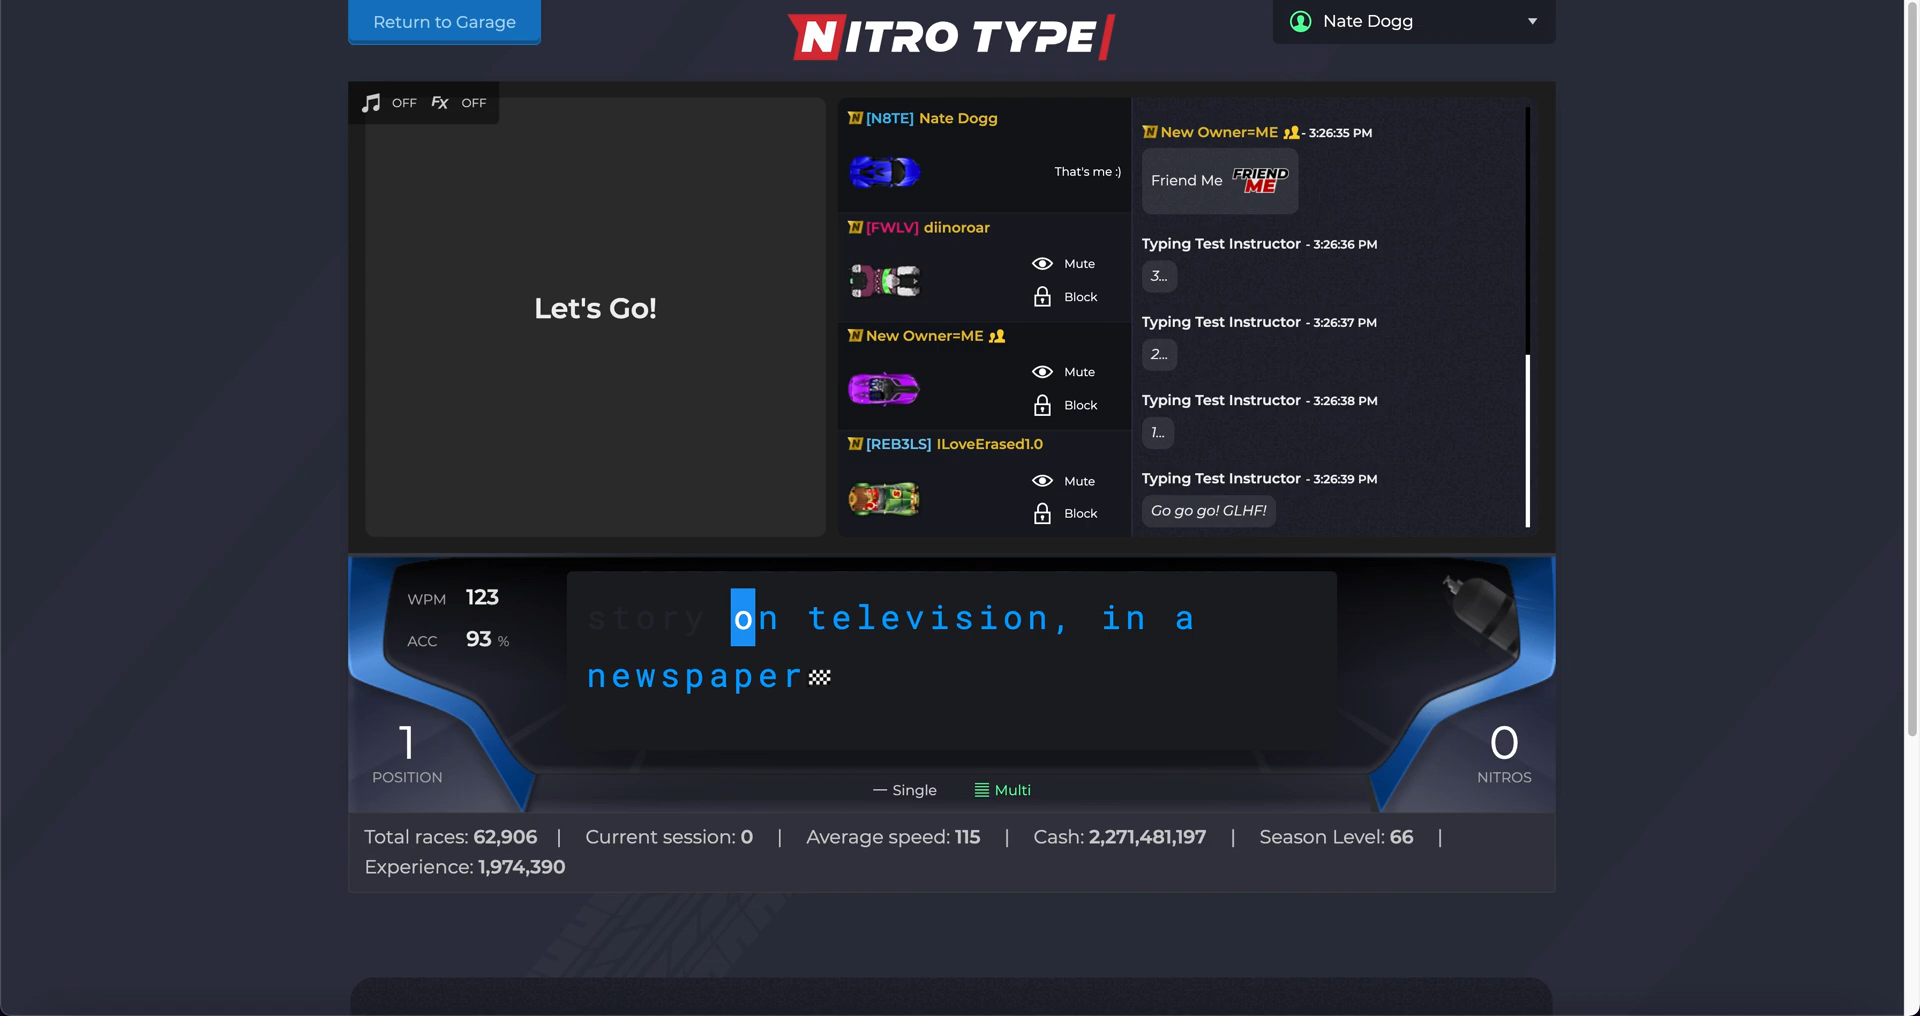 Return to Garage
NITRO TYPE
Nate Dogg
OFF FX OFF
Let's Go!
[N8TE] Nate Dogg
That's me :)
[FWLV] diinoroar
Mute
Block
New Owner=ME
Mute
Block
[REB3LS] ILoveErased1.0
Mute
Block
New Owner=ME - 3:26:35 PM
Friend Me FRIEND ME
Typing Test Instructor - 3:26:36 PM
3...
Typing Test Instructor - 3:26:37 PM
2...
Typing Test Instructor - 3:26:38 PM
1...
Typing Test Instructor - 3:26:39 PM
Go go go! GLHF!
WPM 123
ACC 93 %
story on television, in a
newspaper
1
POSITION
0
NITROS
Single Multi
Total races: 62,906 | Current session: 0 | Average speed: 115 | Cash: 2,271,481,197 | Season Level: 66 |
Experience: 1,974,390